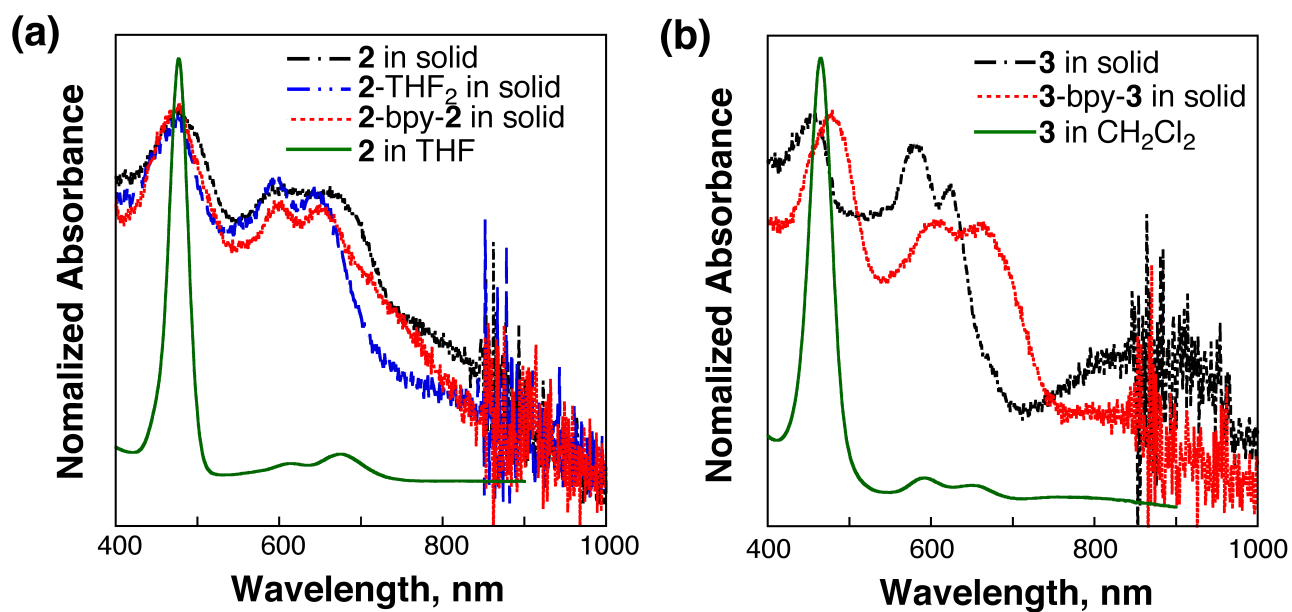 (a)
2 in solid
2-THF2 in solid
2-bpy-2 in solid
2 in THF
Nomalized Absorbance
400 600 800 1000
Wavelength, nm
(b)
3 in solid
3-bpy-3 in solid
3 in CH2Cl2
Nomalized Absorbance
400 600 800 1000
Wavelength, nm